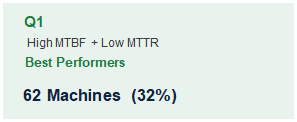 Q1
High MTBF + Low MTTR
Best Performers
62 Machines (32%)